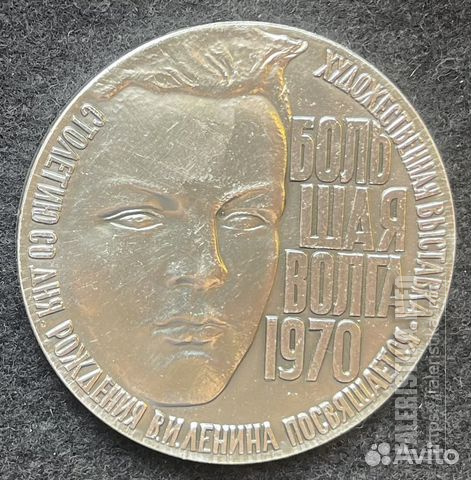 БОЛЬ
ШАЯ
ВОЛГА
1970
ХУДОЖЕСТВЕННАЯ ВЫСТАВКА · СТОЛЕТИЮ СО ДНЯ · РОЖДЕНИЯ В.И.ЛЕНИНА ПОСВЯЩАЕТСЯ
Avito